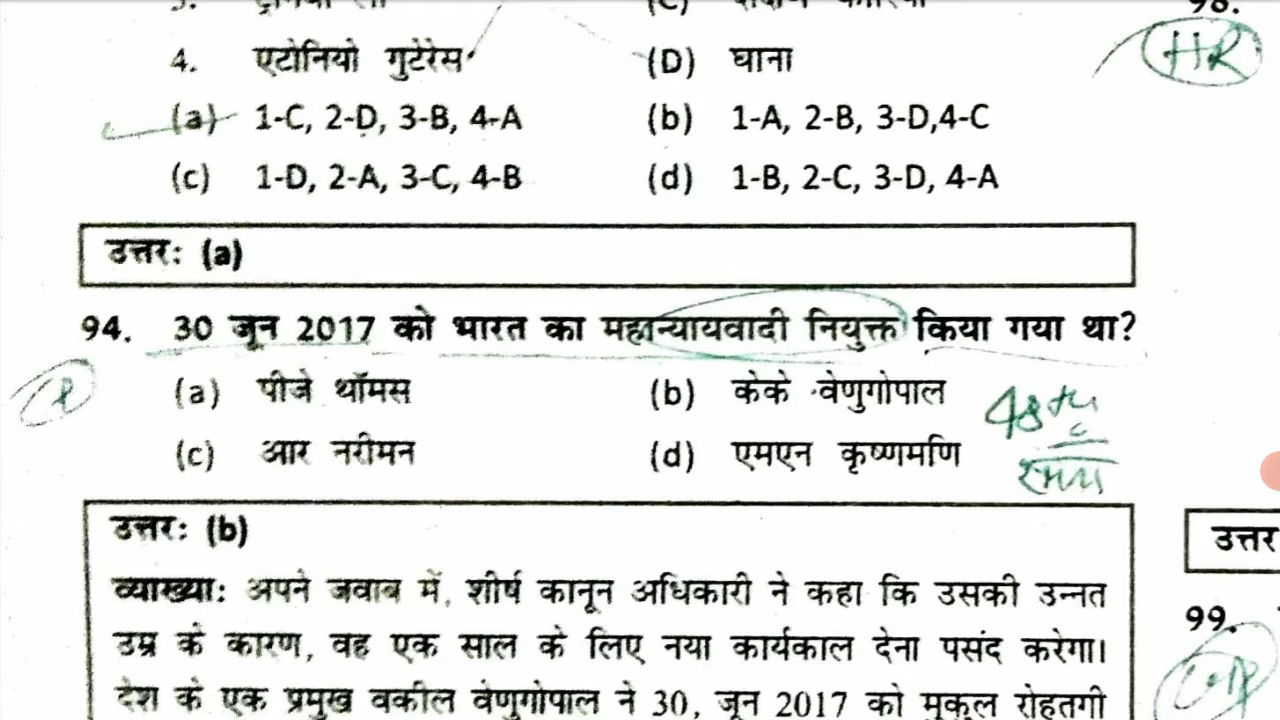 4. एटोनियो गुटेरेस (D) घाना
HR
(a) 1-C, 2-D, 3-B, 4-A (b) 1-A, 2-B, 3-D,4-C
(c) 1-D, 2-A, 3-C, 4-B (d) 1-B, 2-C, 3-D, 4-A
उत्तरः (a)
94. 30 जून 2017 को भारत का महान्यायवादी नियुक्त किया गया था?
(a) पीजे थॉमस (b) केके वेणुगोपाल
48th
(c) आर नरीमन (d) एमएन कृष्णमणि
उत्तरः (b)
व्याख्याः अपने जवाब में, शीर्ष कानून अधिकारी ने कहा कि उसकी उन्नत
उम्र के कारण, वह एक साल के लिए नया कार्यकाल देना पसंद करेगा।
देश के एक प्रमुख वकील वेणुगोपाल ने 30, जून 2017 को मुकुल रोहतगी
98.
उत्तर
99.